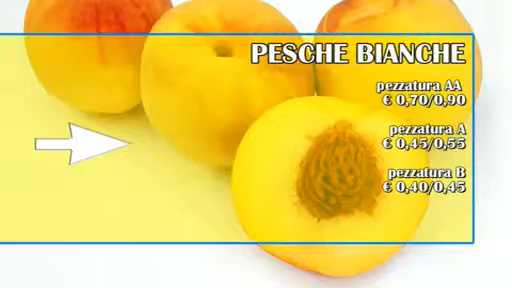 PESCHE BIANCHE
pezzatura AA
€ 0,70/0,90
pezzatura A
€ 0,45/0,55
pezzatura B
€ 0,40/0,45